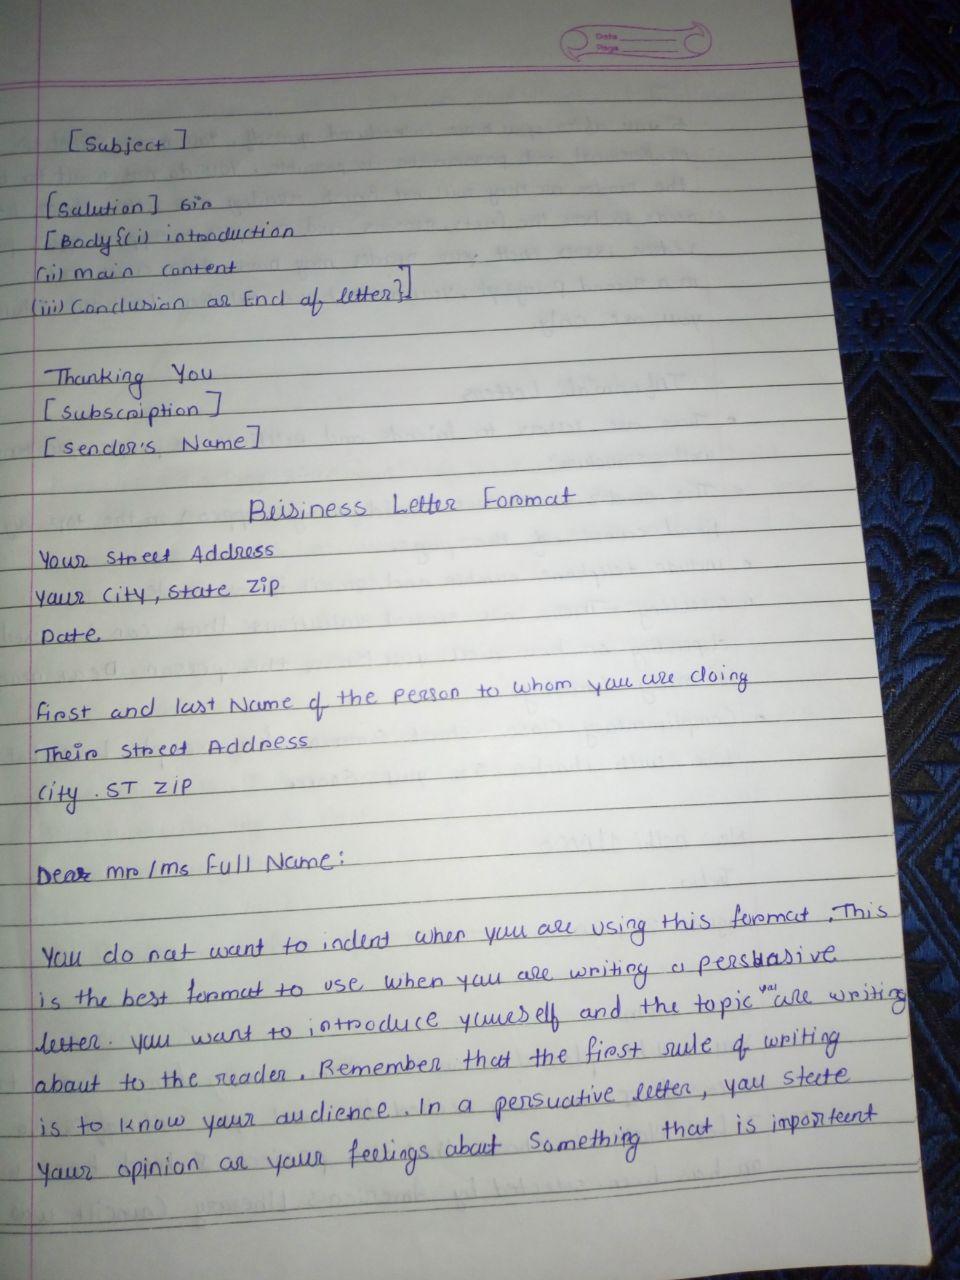 Date
Page
[Subject]
[Salution] Sir
[Body{(i) introduction
(ii) main content
(iii) Conclusion or End of letter}]
Thanking You
[Subscription]
[Sender's Name]
Beisiness Letter Format
Your Street Address
Your City, State Zip
Date
First and last Name of the person to whom you are doing
Their Street Address
City . ST ZIP
Dear mr/ms Full Name:
You do not want to indent when you are using this format. This
is the best format to use when you are writing a persuasive
letter. you want to introduce yourself and the topic you are writing
about to the reader. Remember that the first rule of writing
is to know your audience. In a persuative letter, you state
your opinion or your feelings about Something that is important